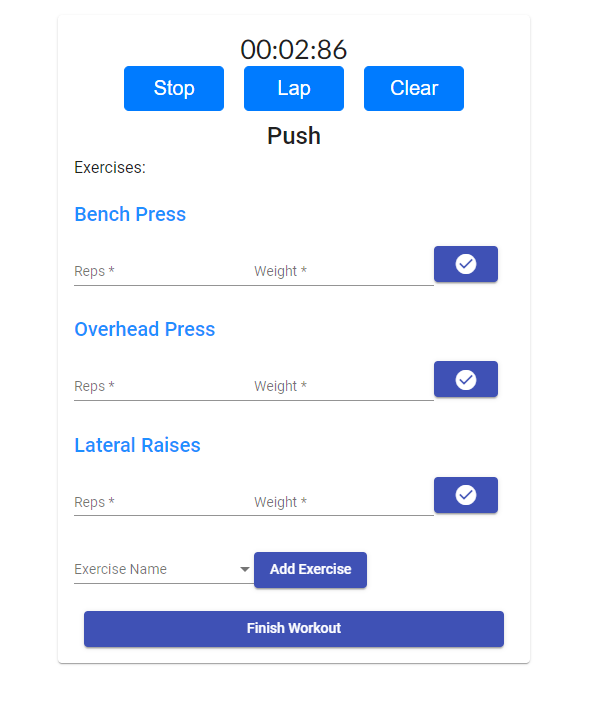 00:02:86
Stop Lap Clear
Push
Exercises:
Bench Press
Reps * Weight *
Overhead Press
Reps * Weight *
Lateral Raises
Reps * Weight *
Exercise Name Add Exercise
Finish Workout